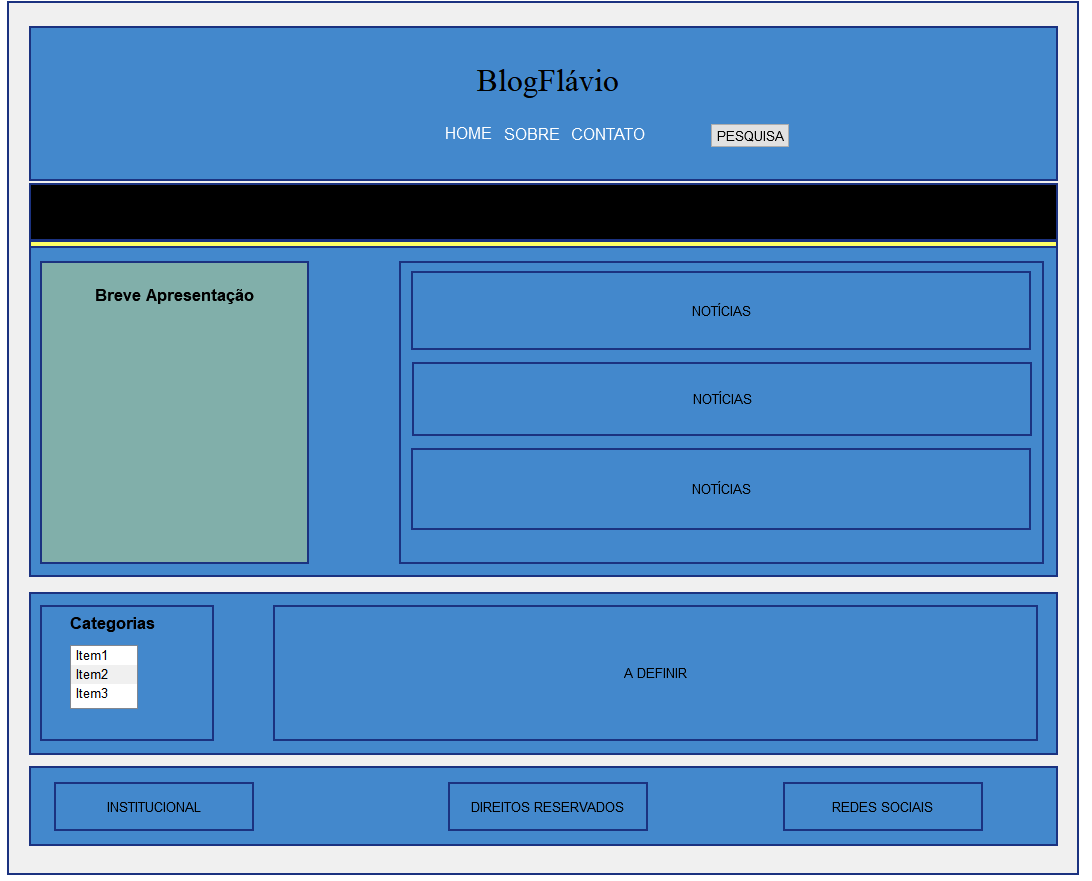 BlogFlávio
HOME SOBRE CONTATO PESQUISA
Breve Apresentação
NOTÍCIAS
NOTÍCIAS
NOTÍCIAS
Categorias
Item1
Item2
Item3
A DEFINIR
INSTITUCIONAL DIREITOS RESERVADOS REDES SOCIAIS